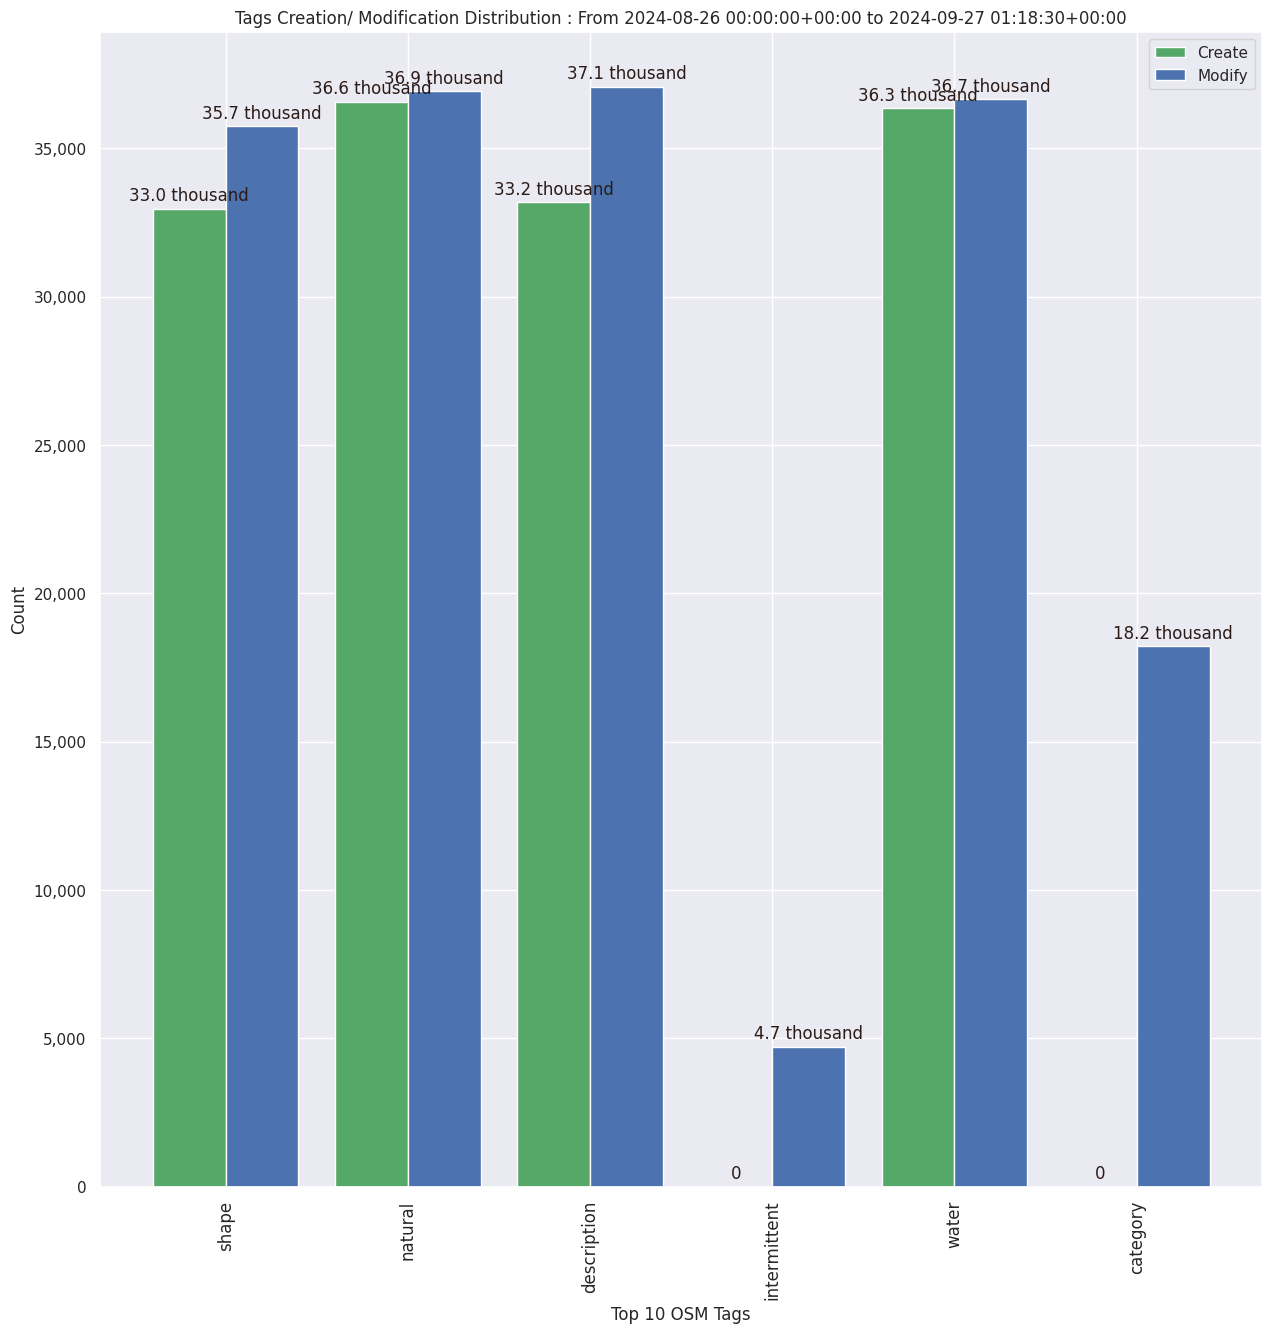 Tags Creation/ Modification Distribution : From 2024-08-26 00:00:00+00:00 to 2024-09-27 01:18:30+00:00
Create
Modify
33.0 thousand
35.7 thousand
36.6 thousand
36.9 thousand
33.2 thousand
37.1 thousand
0
4.7 thousand
36.3 thousand
36.7 thousand
0
18.2 thousand
Count
35,000
30,000
25,000
20,000
15,000
10,000
5,000
0
shape
natural
description
intermittent
water
category
Top 10 OSM Tags